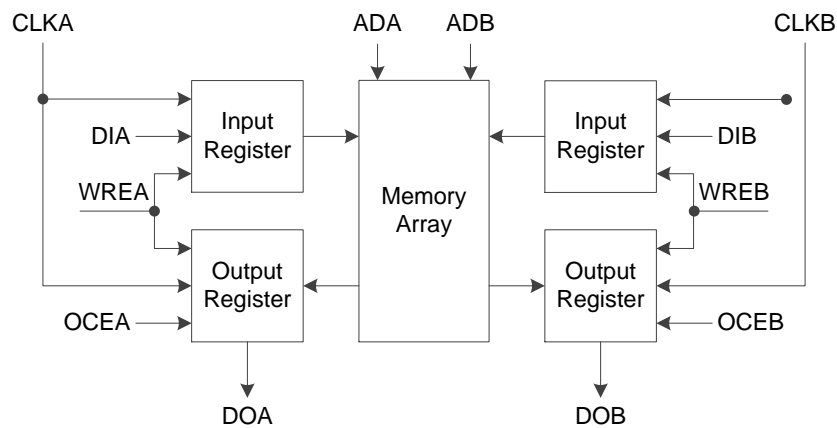 CLKA
ADA
ADB
CLKB
Input
Register
Input
Register
DIA
DIB
WREA
Memory
Array
WREB
Output
Register
Output
Register
OCEA
OCEB
DOA
DOB